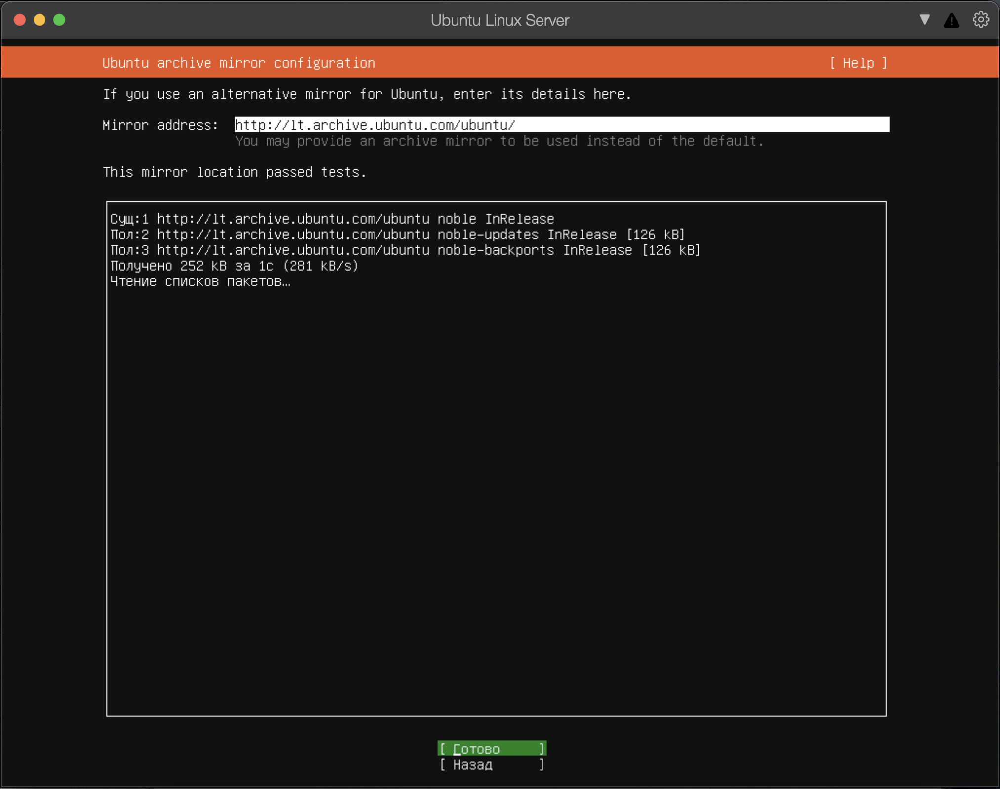 Ubuntu Linux Server
Ubuntu archive mirror configuration [ Help ]
If you use an alternative mirror for Ubuntu, enter its details here.
Mirror address: http://lt.archive.ubuntu.com/ubuntu/
You may provide an archive mirror to be used instead of the default.
This mirror location passed tests.
Сущ:1 http://lt.archive.ubuntu.com/ubuntu noble InRelease
Пол:2 http://lt.archive.ubuntu.com/ubuntu noble-updates InRelease [126 kB]
Пол:3 http://lt.archive.ubuntu.com/ubuntu noble-backports InRelease [126 kB]
Получено 252 kB за 1с (281 kB/s)
Чтение списков пакетов…
[ Готово ]
[ Назад ]